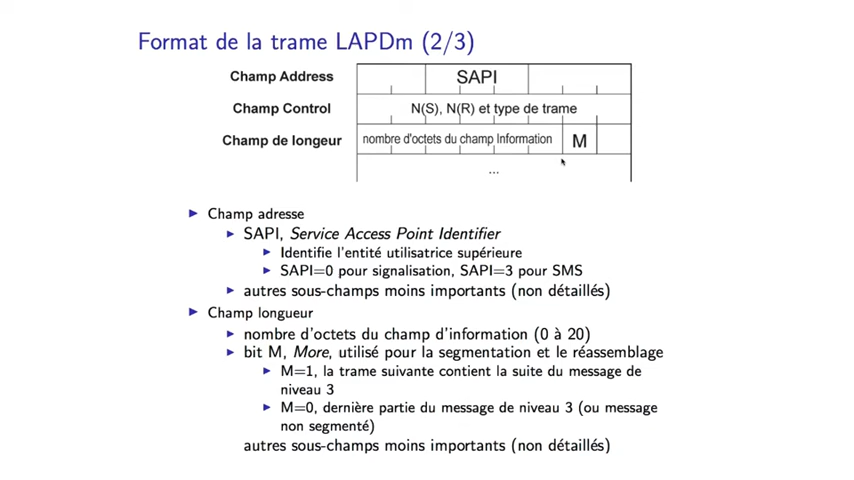 Format de la trame LAPDm (2/3)
Champ Address
SAPI
Champ Control
N(S), N(R) et type de trame
Champ de longeur
nombre d'octets du champ Information
M
...
Champ adresse
SAPI, Service Access Point Identifier
Identifie l'entité utilisatrice supérieure
SAPI=0 pour signalisation, SAPI=3 pour SMS
autres sous-champs moins importants (non détaillés)
Champ longueur
nombre d'octets du champ d'information (0 à 20)
bit M, More, utilisé pour la segmentation et le réassemblage
M=1, la trame suivante contient la suite du message de
niveau 3
M=0, dernière partie du message de niveau 3 (ou message
non segmenté)
autres sous-champs moins importants (non détaillés)